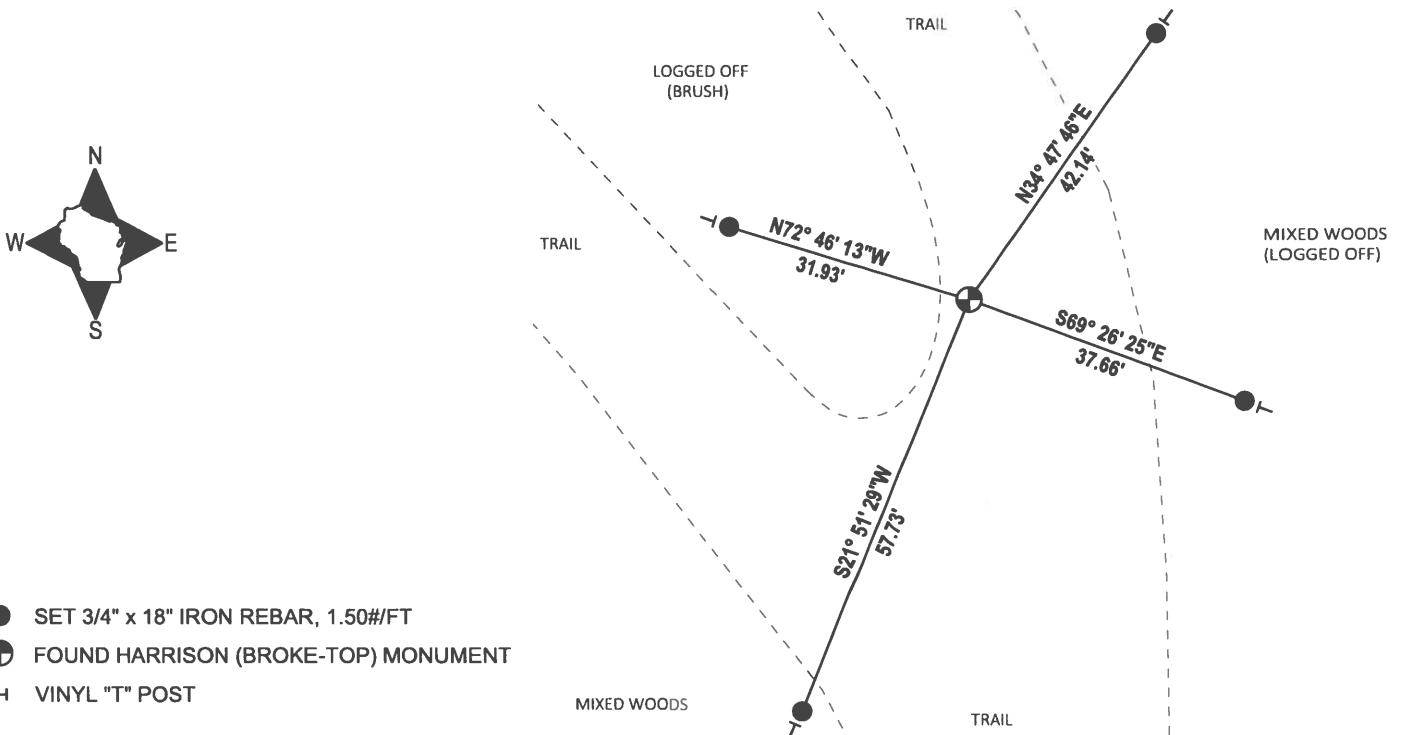 TRAIL
LOGGED OFF
(BRUSH)
N34° 47' 46"E
42.14'
N
W
E
S
TRAIL
N72° 46' 13"W
31.93'
MIXED WOODS
(LOGGED OFF)
S69° 26' 25"E
37.66'
S21° 51' 29"W
57.73'
SET 3/4" x 18" IRON REBAR, 1.50#/FT
FOUND HARRISON (BROKE-TOP) MONUMENT
VINYL "T" POST
MIXED WOODS
TRAIL